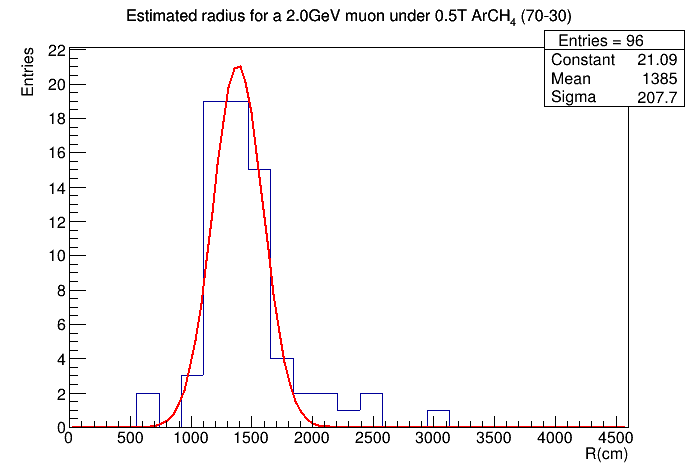 Estimated radius for a 2.0GeV muon under 0.5T ArCH4 (70-30)
Entries = 96
Constant 21.09
Mean 1385
Sigma 207.7
Entries
22
20
18
16
14
12
10
8
6
4
2
0
0 500 1000 1500 2000 2500 3000 3500 4000 4500
R(cm)